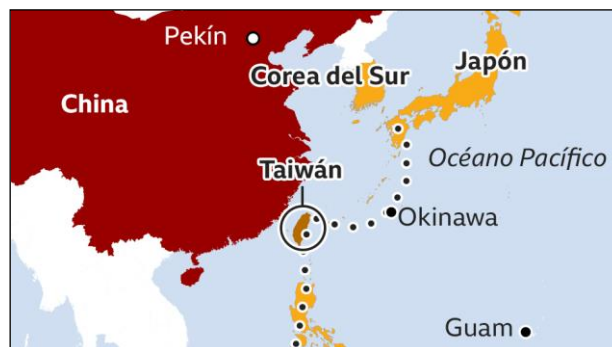 Pekín
Corea del Sur
Japón
China
Océano Pacífico
Taiwán
Okinawa
Guam